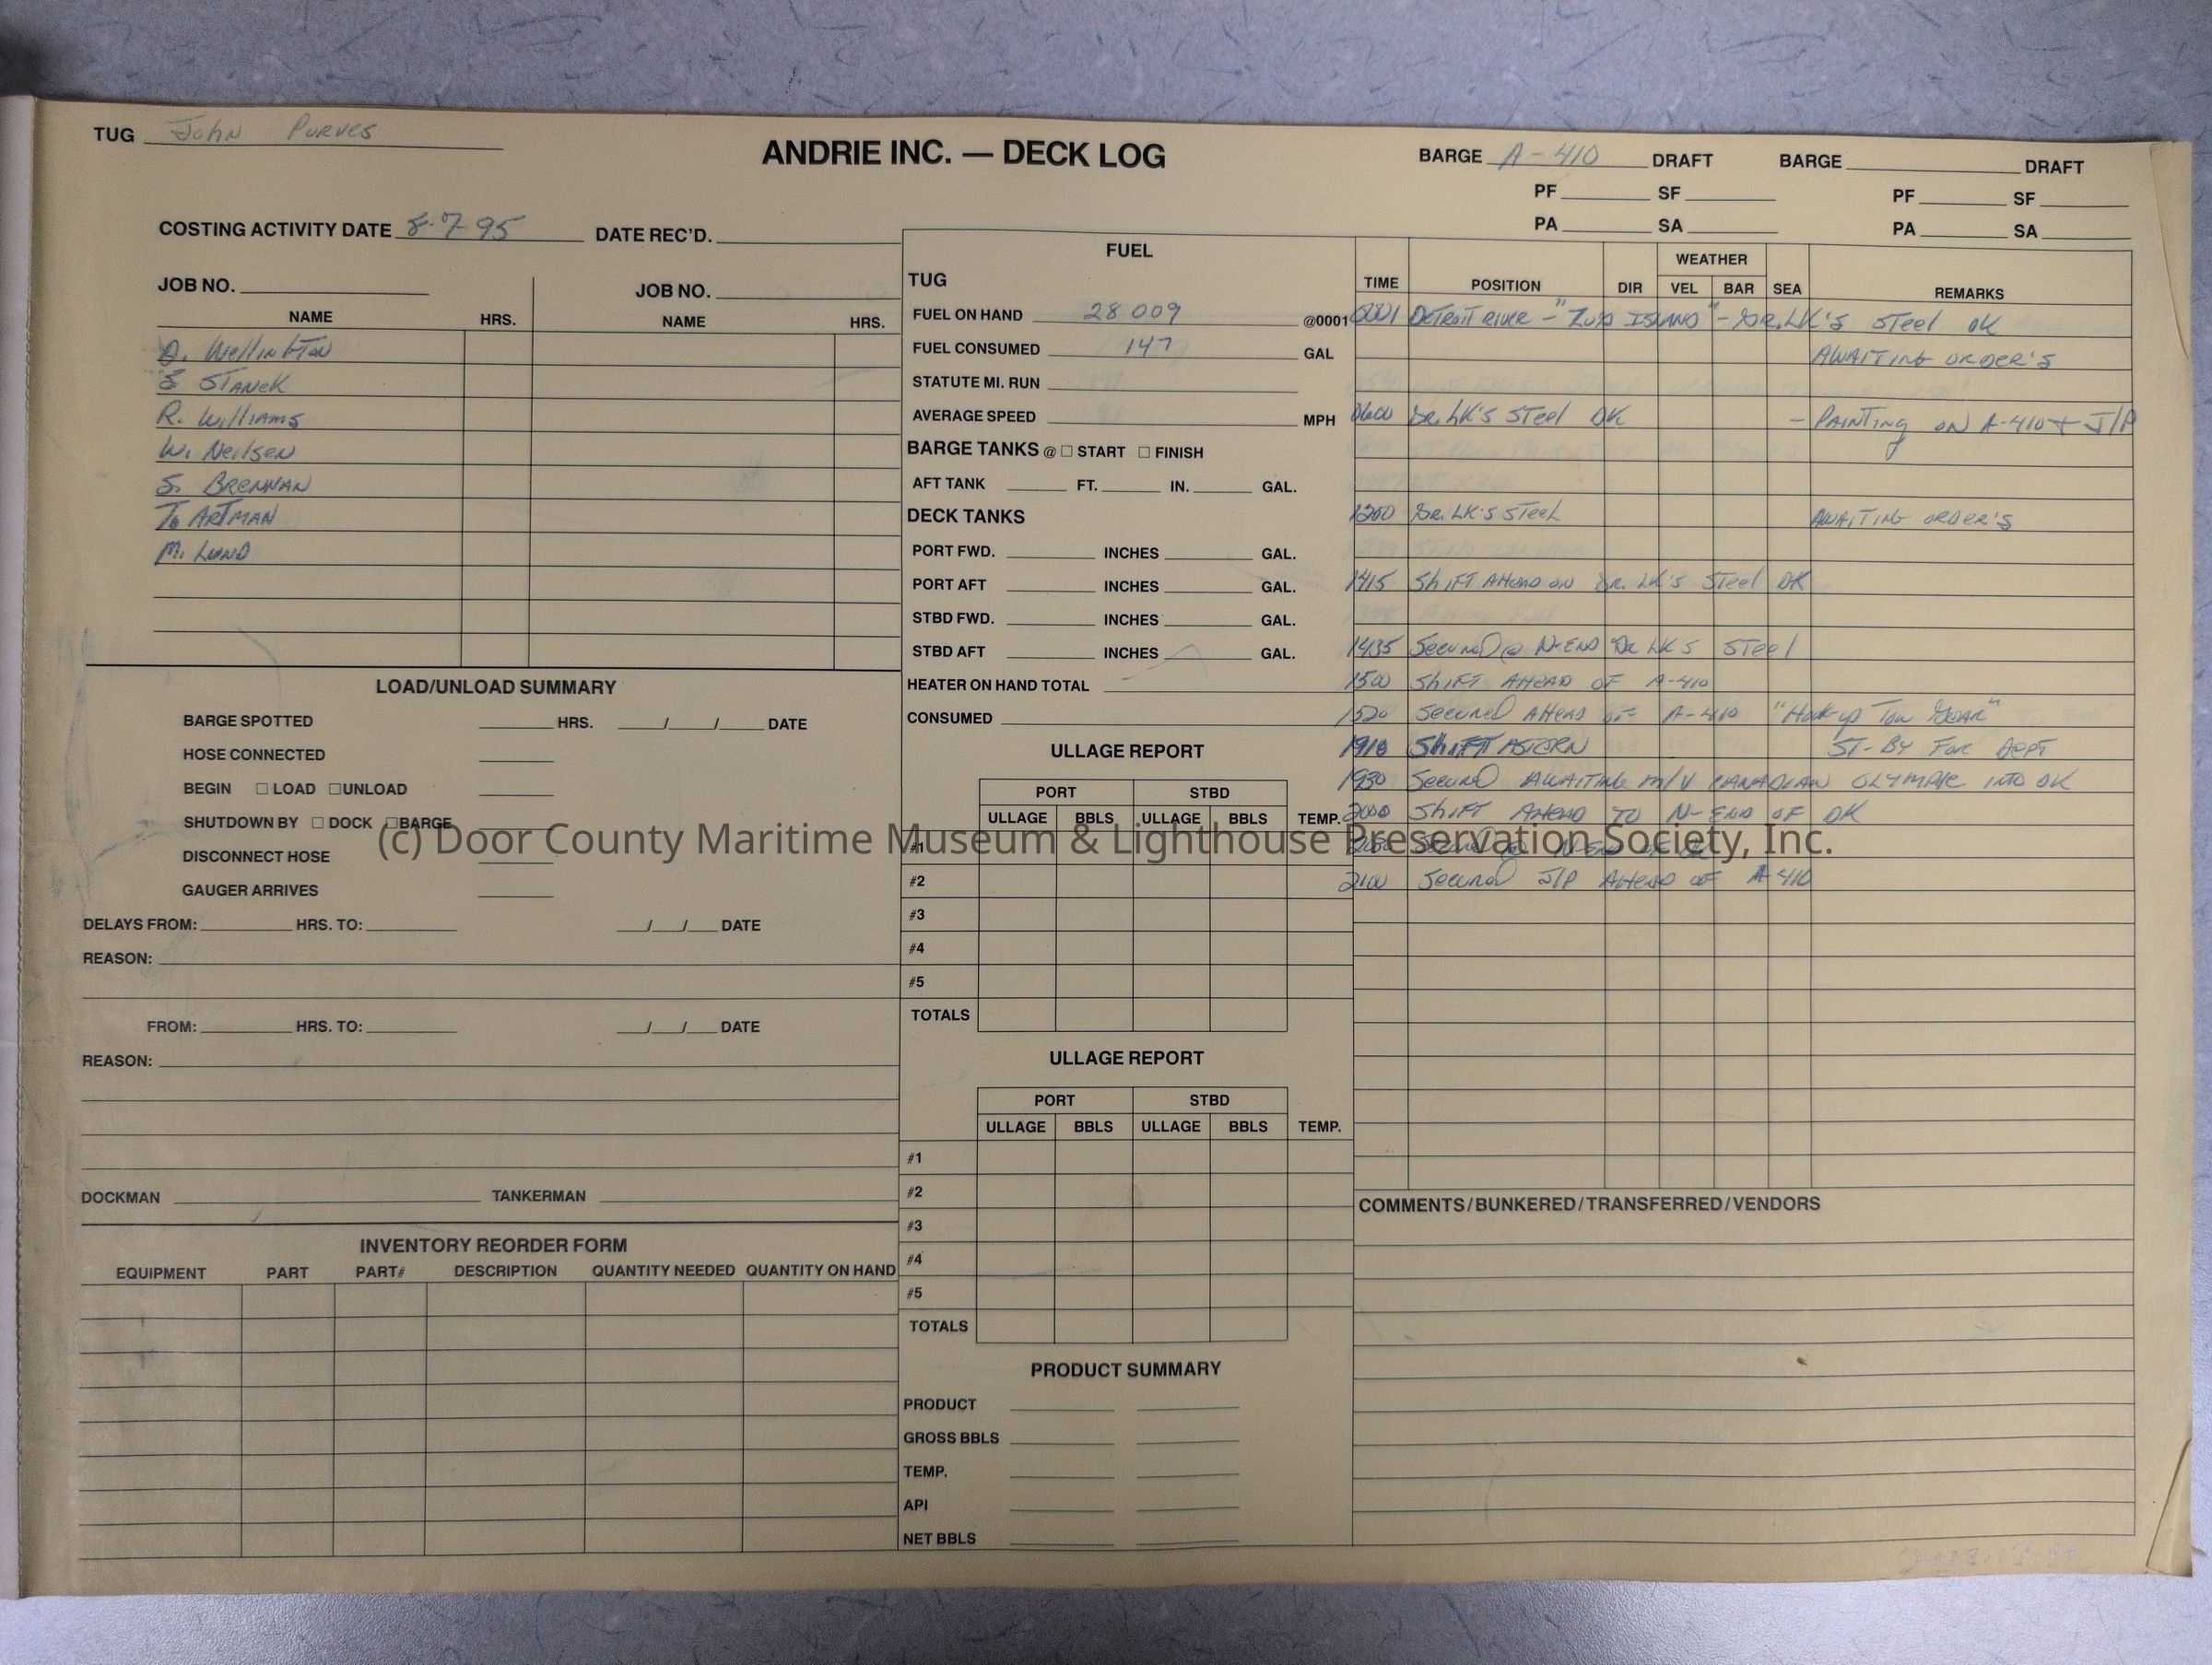 TUG John Purves
ANDRIE INC. — DECK LOG
BARGE A-410 DRAFT BARGE DRAFT
PF SF PF SF
PA SA PA SA
COSTING ACTIVITY DATE 8-7-95 DATE REC'D.
JOB NO. JOB NO.
NAME HRS. NAME HRS.
D. Wellington
S STANEK
R. Williams
W. Neilsen
S. BRENNAN
T. ARTMAN
M. LUND
LOAD/UNLOAD SUMMARY
BARGE SPOTTED HRS. / / DATE
HOSE CONNECTED
BEGIN ☐ LOAD ☐ UNLOAD
SHUTDOWN BY ☐ DOCK ☐ BARGE
DISCONNECT HOSE
GAUGER ARRIVES
DELAYS FROM: HRS. TO: / / DATE
REASON:
FROM: HRS. TO: / / DATE
REASON:
DOCKMAN TANKERMAN
INVENTORY REORDER FORM
EQUIPMENT PART PART# DESCRIPTION QUANTITY NEEDED QUANTITY ON HAND
FUEL
TUG
FUEL ON HAND 28 009 @0001
FUEL CONSUMED 147 GAL
STATUTE MI. RUN
AVERAGE SPEED MPH
BARGE TANKS @ ☐ START ☐ FINISH
AFT TANK FT. IN. GAL.
DECK TANKS
PORT FWD. INCHES GAL.
PORT AFT INCHES GAL.
STBD FWD. INCHES GAL.
STBD AFT INCHES GAL.
HEATER ON HAND TOTAL
CONSUMED
ULLAGE REPORT
PORT STBD
ULLAGE BBLS ULLAGE BBLS TEMP.
#1
#2
#3
#4
#5
TOTALS
ULLAGE REPORT
PORT STBD
ULLAGE BBLS ULLAGE BBLS TEMP.
#1
#2
#3
#4
#5
TOTALS
PRODUCT SUMMARY
PRODUCT
GROSS BBLS
TEMP.
API
NET BBLS
WEATHER
TIME POSITION DIR VEL BAR SEA REMARKS
0001 DETROIT RIVER - "ZUG ISLAND" - Gr. LK'S STEEL DK
AWAITING ORDER'S
0600 Gr. LK'S STEEL DK - PAINTING ON A-410 + J/P
1200 Gr. LK'S STEEL AWAITING ORDER'S
1415 SHIFT AHEAD ON Gr. LK'S STEEL DK
1435 Secured @ N-END Gr LK'S STEEL
1500 SHIFT AHEAD OF A-410
1520 Secured AHEAD OF A-410 "Hook-up Tow Gear"
1910 SHIFT ASTERN ST-BY FOR DEPT
1930 Secured AWAITING M/V CANADIAN OLYMPIC INTO DK
2000 SHIFT AHEAD TO N-END OF DK
Secured @ N-END
2100 Secured J/P AHEAD OF A-410
COMMENTS/BUNKERED/TRANSFERRED/VENDORS
(c) Door County Maritime Museum & Lighthouse Preservation Society, Inc.